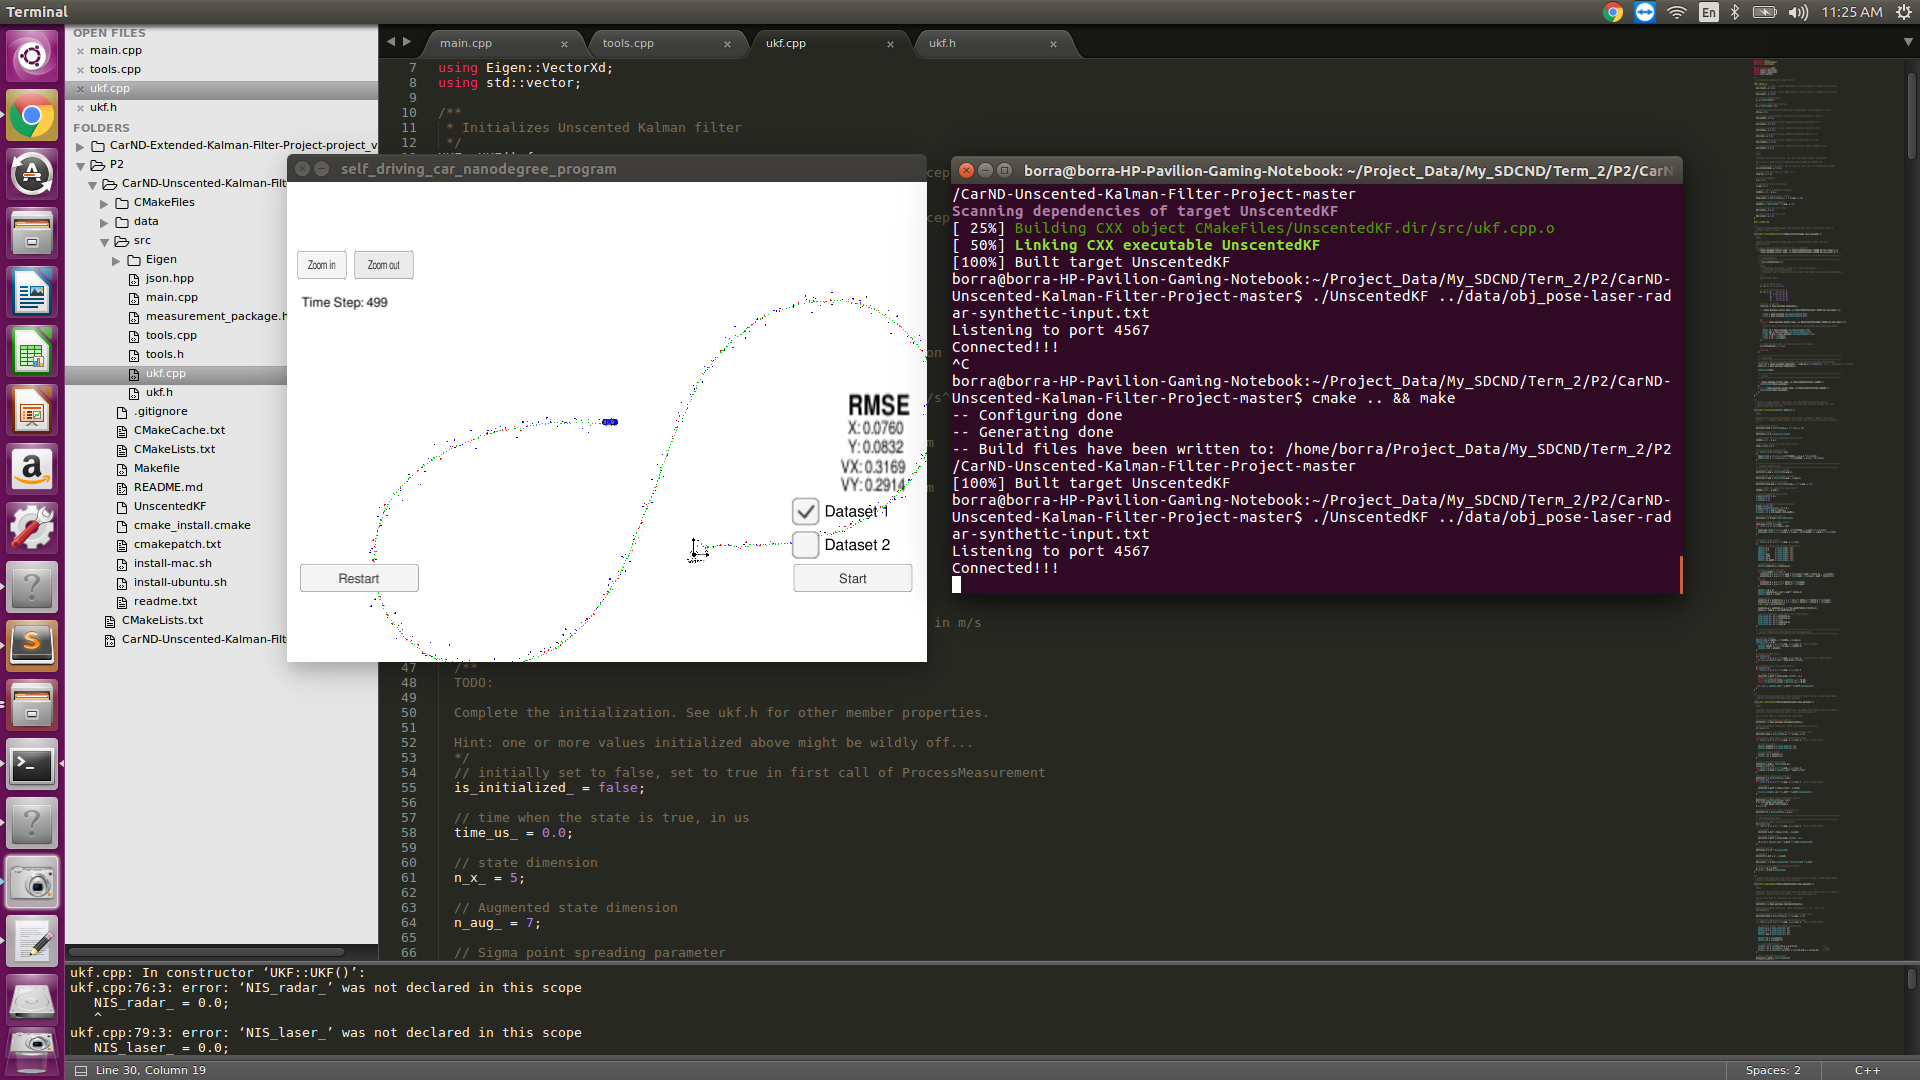 Terminal
En
11:25 AM
OPEN FILES
main.cpp
tools.cpp
ukf.cpp
ukf.h
FOLDERS
CarND-Extended-Kalman-Filter-Project-project_v
P2
CarND-Unscented-Kalman-Filt
CMakeFiles
data
src
Eigen
json.hpp
main.cpp
measurement_package.h
tools.cpp
tools.h
ukf.cpp
ukf.h
.gitignore
CMakeCache.txt
CMakeLists.txt
Makefile
README.md
UnscentedKF
cmake_install.cmake
cmakepatch.txt
install-mac.sh
install-ubuntu.sh
readme.txt
CMakeLists.txt
CarND-Unscented-Kalman-Filt
main.cpp
tools.cpp
ukf.cpp
ukf.h
7 using Eigen::VectorXd;
8 using std::vector;
9
10 /**
11 * Initializes Unscented Kalman filter
12 */
self_driving_car_nanodegree_program
Zoom in
Zoom out
Time Step: 499
RMSE
X: 0.0760
Y: 0.0832
VX: 0.3169
VY: 0.2914
Dataset 1
Dataset 2
Restart
Start
borra@borra-HP-Pavilion-Gaming-Notebook: ~/Project_Data/My_SDCND/Term_2/P2/CarN
/CarND-Unscented-Kalman-Filter-Project-master
Scanning dependencies of target UnscentedKF
[ 25%] Building CXX object CMakeFiles/UnscentedKF.dir/src/ukf.cpp.o
[ 50%] Linking CXX executable UnscentedKF
[100%] Built target UnscentedKF
borra@borra-HP-Pavilion-Gaming-Notebook:~/Project_Data/My_SDCND/Term_2/P2/CarND-
Unscented-Kalman-Filter-Project-master$ ./UnscentedKF ../data/obj_pose-laser-rad
ar-synthetic-input.txt
Listening to port 4567
Connected!!!
^C
borra@borra-HP-Pavilion-Gaming-Notebook:~/Project_Data/My_SDCND/Term_2/P2/CarND-
Unscented-Kalman-Filter-Project-master$ cmake .. && make
-- Configuring done
-- Generating done
-- Build files have been written to: /home/borra/Project_Data/My_SDCND/Term_2/P2
/CarND-Unscented-Kalman-Filter-Project-master
[100%] Built target UnscentedKF
borra@borra-HP-Pavilion-Gaming-Notebook:~/Project_Data/My_SDCND/Term_2/P2/CarND-
Unscented-Kalman-Filter-Project-master$ ./UnscentedKF ../data/obj_pose-laser-rad
ar-synthetic-input.txt
Listening to port 4567
Connected!!!
in m/s
47 /**
48 TODO:
49
50 Complete the initialization. See ukf.h for other member properties.
51
52 Hint: one or more values initialized above might be wildly off...
53 */
54 // initially set to false, set to true in first call of ProcessMeasurement
55 is_initialized_ = false;
56
57 // time when the state is true, in us
58 time_us_ = 0.0;
59
60 // state dimension
61 n_x_ = 5;
62
63 // Augmented state dimension
64 n_aug_ = 7;
65
66 // Sigma point spreading parameter
ukf.cpp: In constructor ‘UKF::UKF()’:
ukf.cpp:76:3: error: ‘NIS_radar_’ was not declared in this scope
NIS_radar_ = 0.0;
^
ukf.cpp:79:3: error: ‘NIS_laser_’ was not declared in this scope
NIS_laser_ = 0.0;
Line 30, Column 19
Spaces: 2
C++